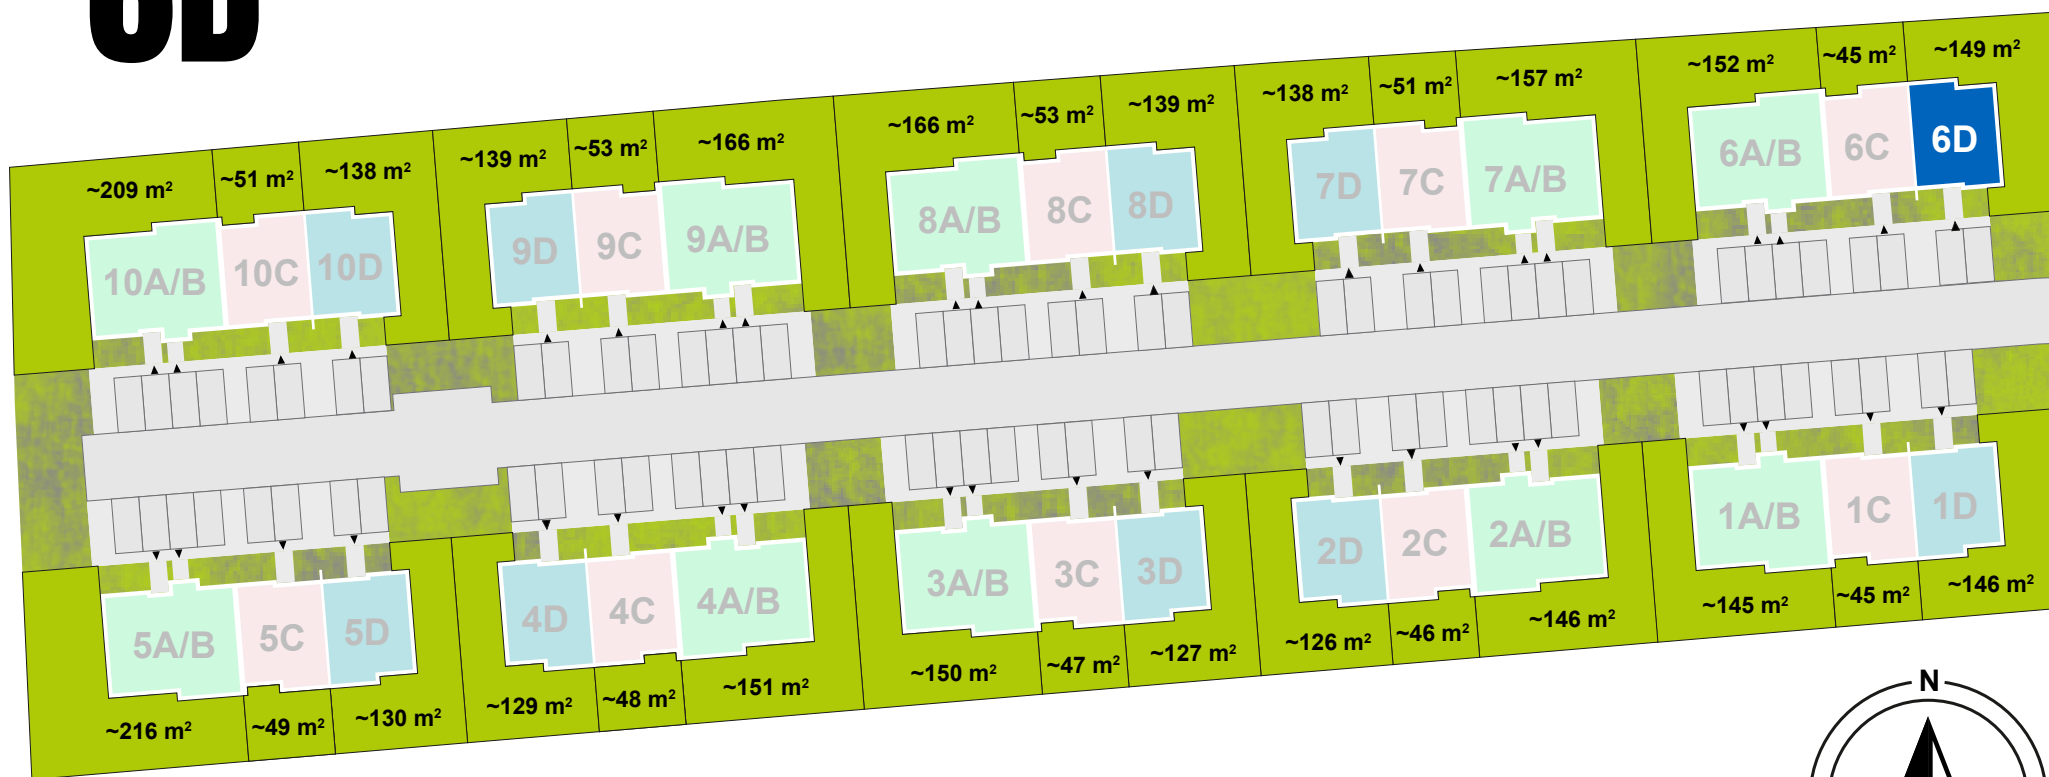 6D
~209 m² ~51 m² ~138 m² ~139 m² ~53 m² ~166 m² ~166 m² ~53 m² ~139 m² ~138 m² ~51 m² ~157 m² ~152 m² ~45 m² ~149 m²
10A/B 10C 10D 9D 9C 9A/B 8A/B 8C 8D 7D 7C 7A/B 6A/B 6C 6D
5A/B 5C 5D 4D 4C 4A/B 3A/B 3C 3D 2D 2C 2A/B 1A/B 1C 1D
~216 m² ~49 m² ~130 m² ~129 m² ~48 m² ~151 m² ~150 m² ~47 m² ~127 m² ~126 m² ~46 m² ~146 m² ~145 m² ~45 m² ~146 m²
N